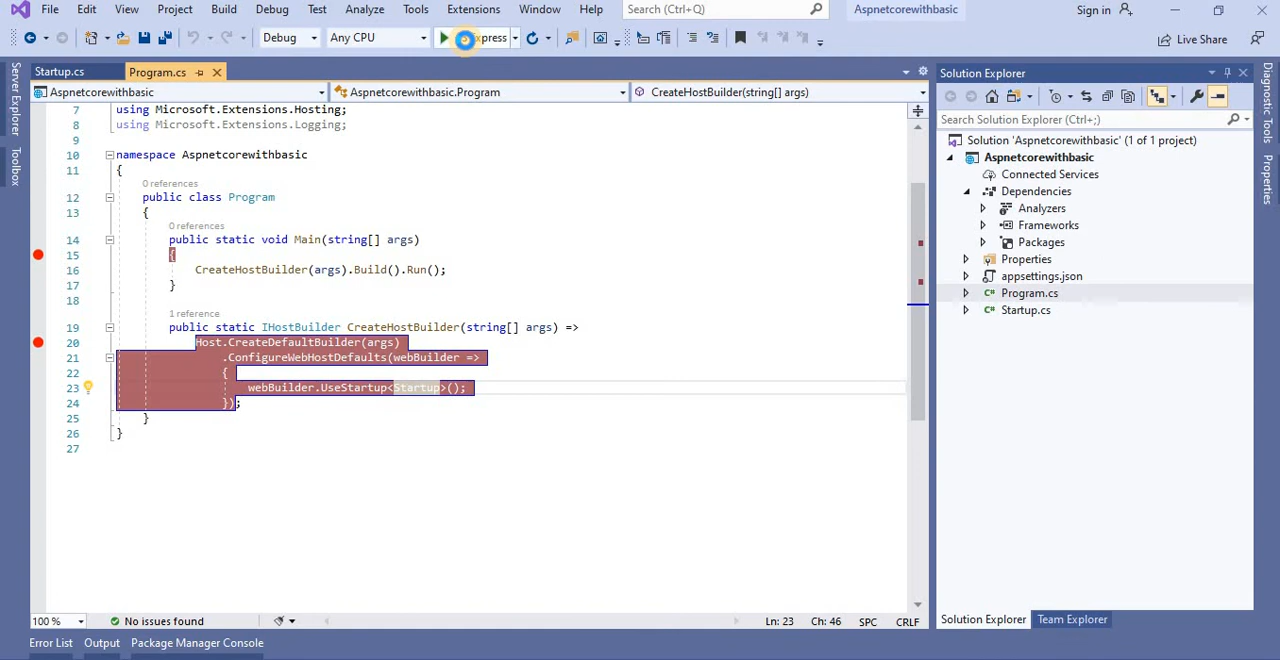 File Edit View Project Build Debug Test Analyze Tools Extensions Window Help Search (Ctrl+Q) Aspnetcorewithbasic Sign in
Debug Any CPU Live Share
Server Explorer
Toolbox
Startup.cs Program.cs
Aspnetcorewithbasic Aspnetcorewithbasic.Program CreateHostBuilder(string[] args)
7 using Microsoft.Extensions.Hosting;
8 using Microsoft.Extensions.Logging;
9
10 namespace Aspnetcorewithbasic
11 {
0 references
12 public class Program
13 {
0 references
14 public static void Main(string[] args)
15 {
16 CreateHostBuilder(args).Build().Run();
17 }
18
1 reference
19 public static IHostBuilder CreateHostBuilder(string[] args) =>
20 Host.CreateDefaultBuilder(args)
21 .ConfigureWebHostDefaults(webBuilder =>
22 {
23 webBuilder.UseStartup<Startup>();
24 });
25 }
26 }
27
100 % No issues found Ln: 23 Ch: 46 SPC CRLF
Error List Output Package Manager Console
Solution Explorer
Search Solution Explorer (Ctrl+;)
Solution 'Aspnetcorewithbasic' (1 of 1 project)
Aspnetcorewithbasic
Connected Services
Dependencies
Analyzers
Frameworks
Packages
Properties
appsettings.json
C# Program.cs
C# Startup.cs
Solution Explorer Team Explorer
Diagnostic Tools
Properties